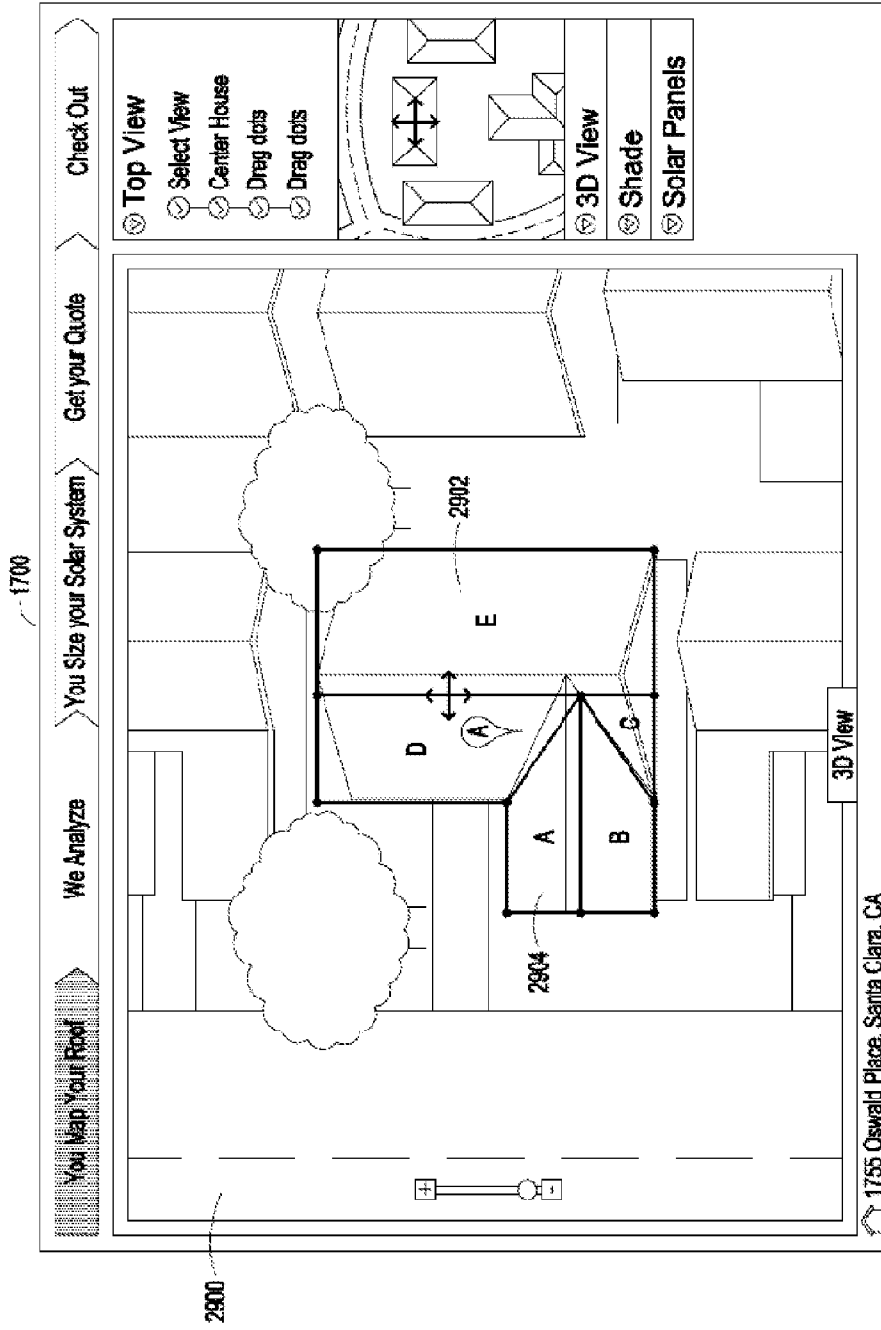 1700
You Map Your Roof
We Analyze
You Size your Solar System
Get your Quote
Check Out
2900
Top View
Select View
Center House
Drag dots
Drag dots
3D View
Shade
Solar Panels
+
-
D
A
E
2902
A
B
C
2904
3D View
1755 Oswald Place, Santa Clara, CA